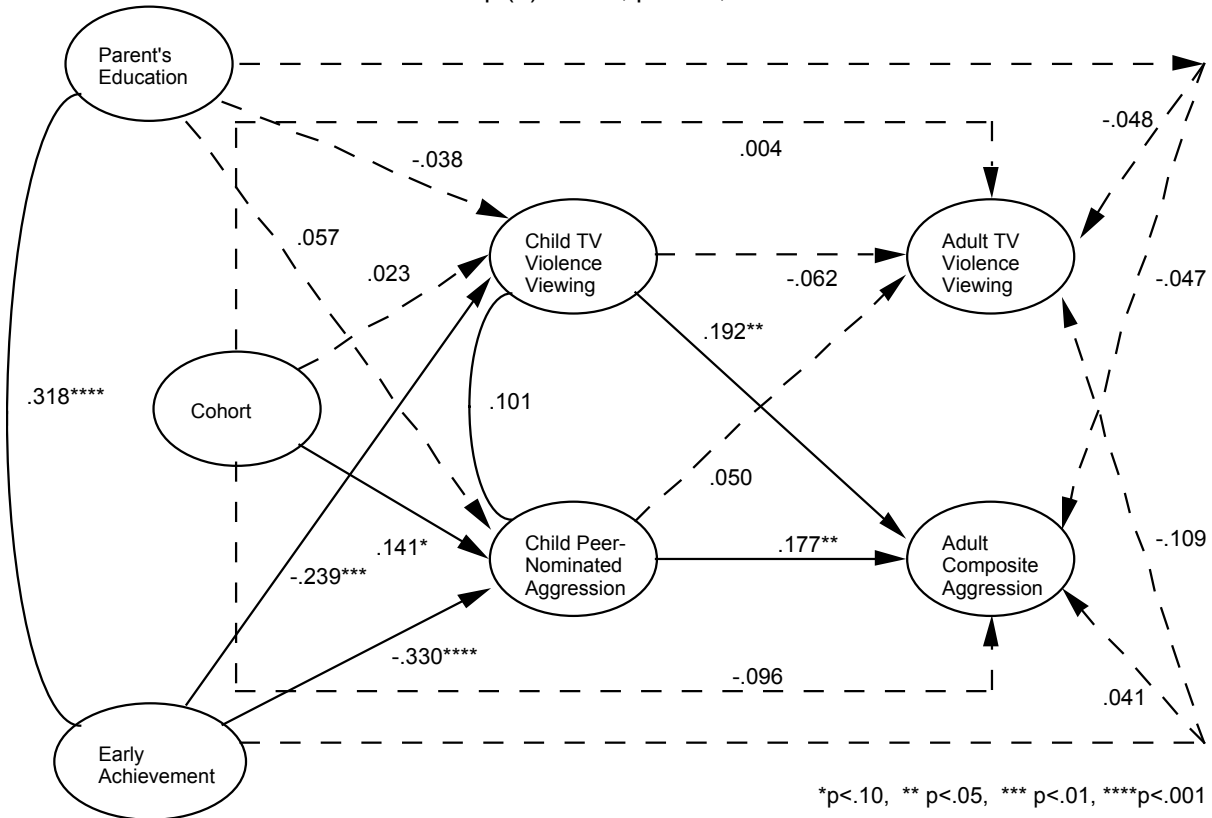 Parent's
Education
-.048
-.038
.004
.057
Child TV
Violence
Viewing
Adult TV
Violence
Viewing
.023
-.062
-.047
.192**
.318****
Cohort
.101
.050
.141*
Child Peer-
Nominated
Aggression
.177**
Adult
Composite
Aggression
-.109
-.239***
-.330****
-.096
.041
Early
Achievement
*p<.10, ** p<.05, *** p<.01, ****p<.001